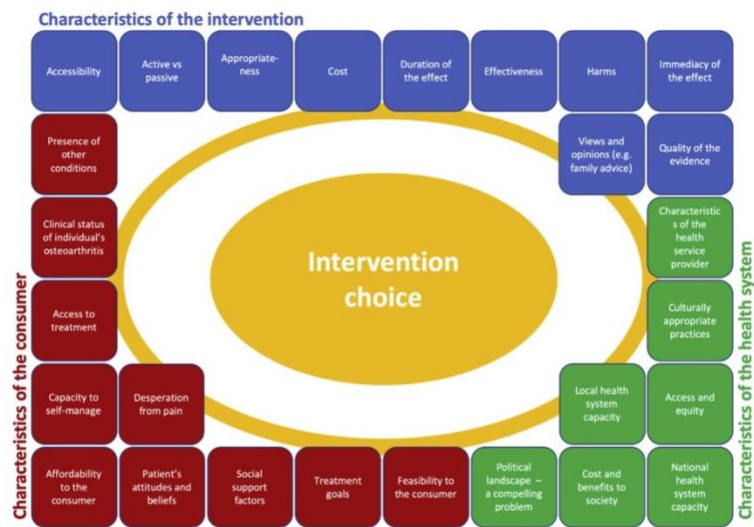 Characteristics of the intervention
Accessibility
Active vs
passive
Appropriate-
ness
Cost
Duration of
the effect
Effectiveness
Harms
Immediacy of
the effect
Presence of
other
conditions
Views and
opinions (e.g.
family advice)
Quality of the
evidence
Clinical status
of individual's
osteoarthritis
Characteristic
s of the
health
service
provider
Intervention
choice
Access to
treatment
Culturally
appropriate
practices
Capacity to
self-manage
Desperation
from pain
Local health
system
capacity
Access and
equity
Affordability
to the
consumer
Patient's
attitudes and
beliefs
Social
support
factors
Treatment
goals
Feasibility to
the consumer
Political
landscape –
a compelling
problem
Cost and
benefits to
society
National
health
system
capacity
Characteristics of the consumer
Characteristics of the health system